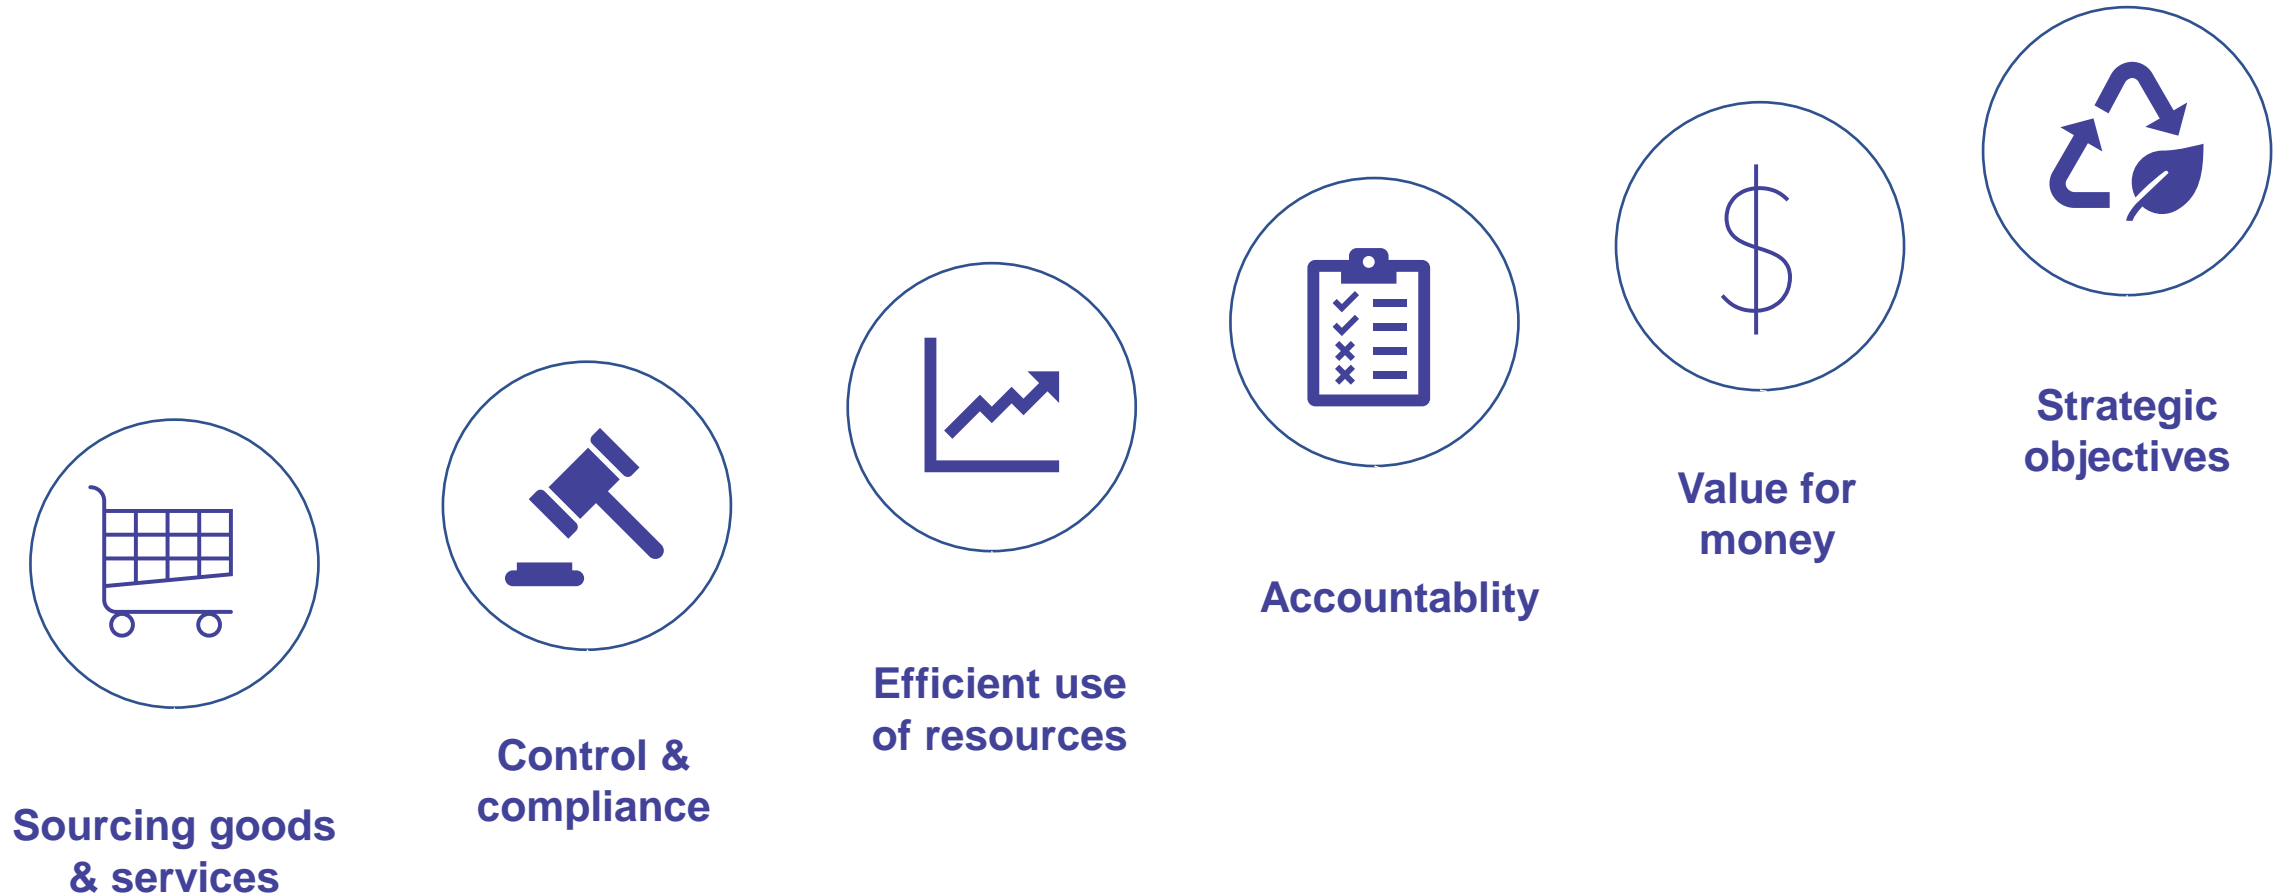 Sourcing goods
& services
Control &
compliance
Efficient use
of resources
Accountablity
Value for
money
Strategic
objectives